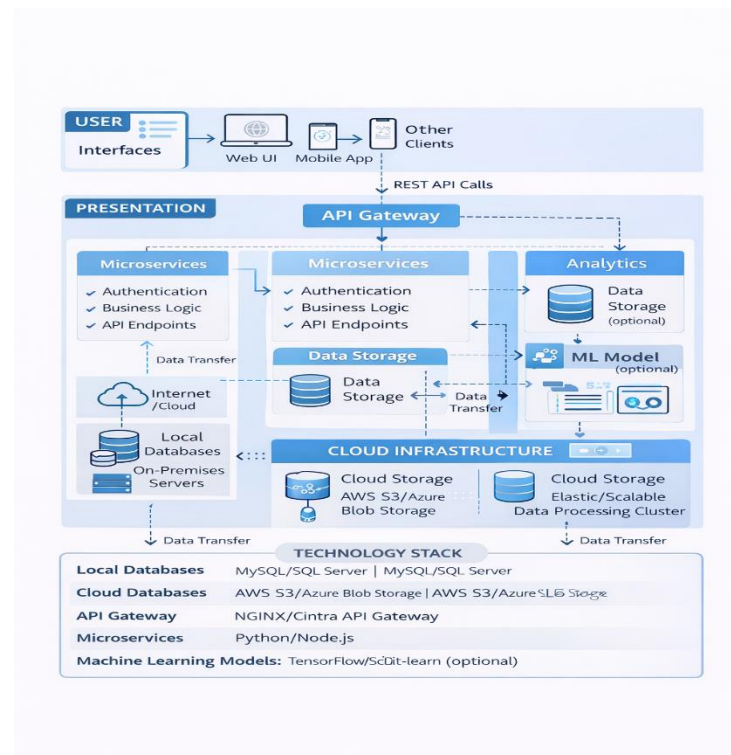 USER
Interfaces
Web UI
Mobile App
Other
Clients
REST API Calls
PRESENTATION
API Gateway
Microservices
✓ Authentication
✓ Business Logic
✓ API Endpoints
Data Transfer
Internet
/Cloud
Local
Databases
On-Premises
Servers
Microservices
✓ Authentication
✓ Business Logic
✓ API Endpoints
Data Storage
Data
Storage
Data
Transfer
Analytics
Data
Storage
(optional)
ML Model
(optional)
CLOUD INFRASTRUCTURE
Cloud Storage
AWS S3/Azure
Blob Storage
Cloud Storage
Elastic/Scalable
Data Processing Cluster
Data Transfer
Data Transfer
TECHNOLOGY STACK
Local Databases MySQL/SQL Server | MySQL/SQL Server
Cloud Databases AWS S3/Azure Blob Storage | AWS S3/Azure
API Gateway NGINX/Cintra API Gateway
Microservices Python/Node.js
Machine Learning Models: TensorFlow/ (optional)